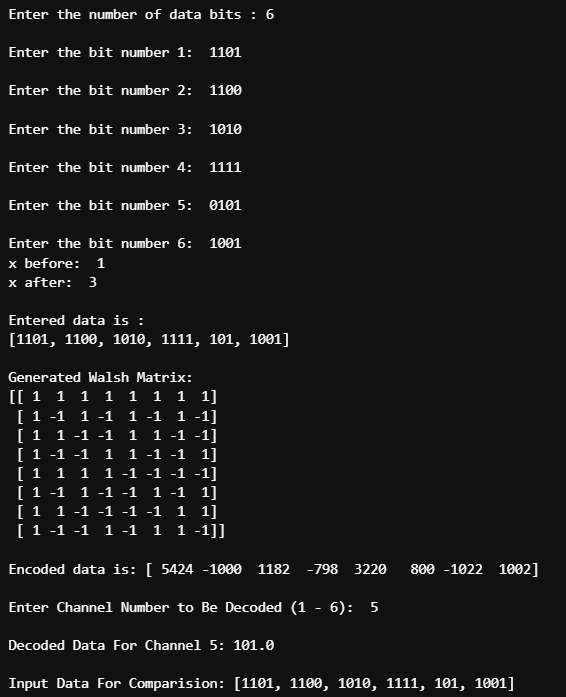 Enter the number of data bits : 6
Enter the bit number 1:  1101
Enter the bit number 2:  1100
Enter the bit number 3:  1010
Enter the bit number 4:  1111
Enter the bit number 5:  0101
Enter the bit number 6:  1001
x before:  1
x after:  3
Entered data is :
[1101, 1100, 1010, 1111, 101, 1001]
Generated Walsh Matrix:
[[ 1  1  1  1  1  1  1  1]
 [ 1 -1  1 -1  1 -1  1 -1]
 [ 1  1 -1 -1  1  1 -1 -1]
 [ 1 -1 -1  1  1 -1 -1  1]
 [ 1  1  1  1 -1 -1 -1 -1]
 [ 1 -1  1 -1 -1  1 -1  1]
 [ 1  1 -1 -1 -1 -1  1  1]
 [ 1 -1 -1  1 -1  1  1 -1]]
Encoded data is: [ 5424 -1000  1182  -798  3220   800 -1022  1002]
Enter Channel Number to Be Decoded (1 - 6):  5
Decoded Data For Channel 5: 101.0
Input Data For Comparision: [1101, 1100, 1010, 1111, 101, 1001]